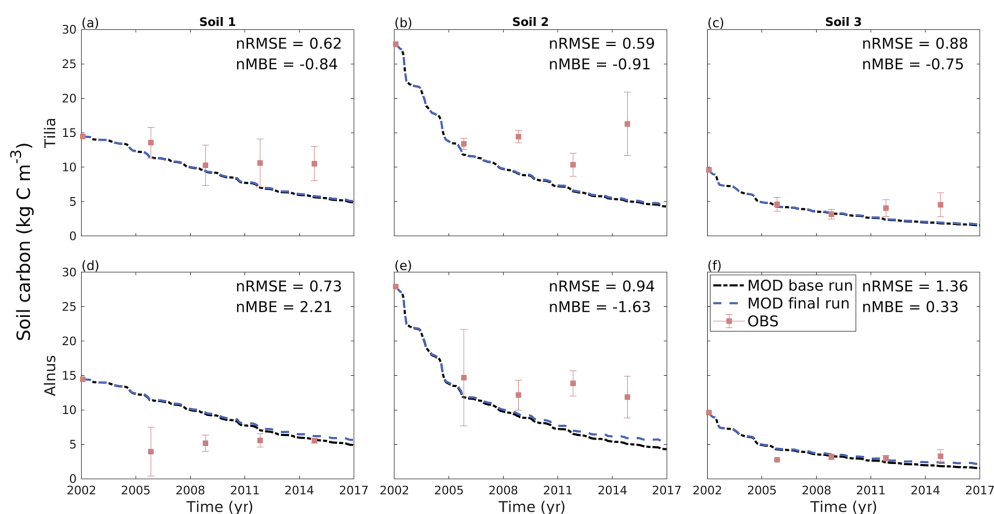 (a) Soil 1 (b) Soil 2 (c) Soil 3
30 nRMSE = 0.62 nRMSE = 0.59 nRMSE = 0.88
nMBE = -0.84 nMBE = -0.91 nMBE = -0.75
25
20
15
10
5
0
Tilia
Soil carbon (kg C m-3)
(d) (e) (f)
30 nRMSE = 0.73 nRMSE = 0.94 MOD base run nRMSE = 1.36
nMBE = 2.21 nMBE = -1.63 MOD final run nMBE = 0.33
OBS
25
20
15
10
5
0
Alnus
2002 2005 2008 2011 2014 2017 2002 2005 2008 2011 2014 2017 2002 2005 2008 2011 2014 2017
Time (yr) Time (yr) Time (yr)